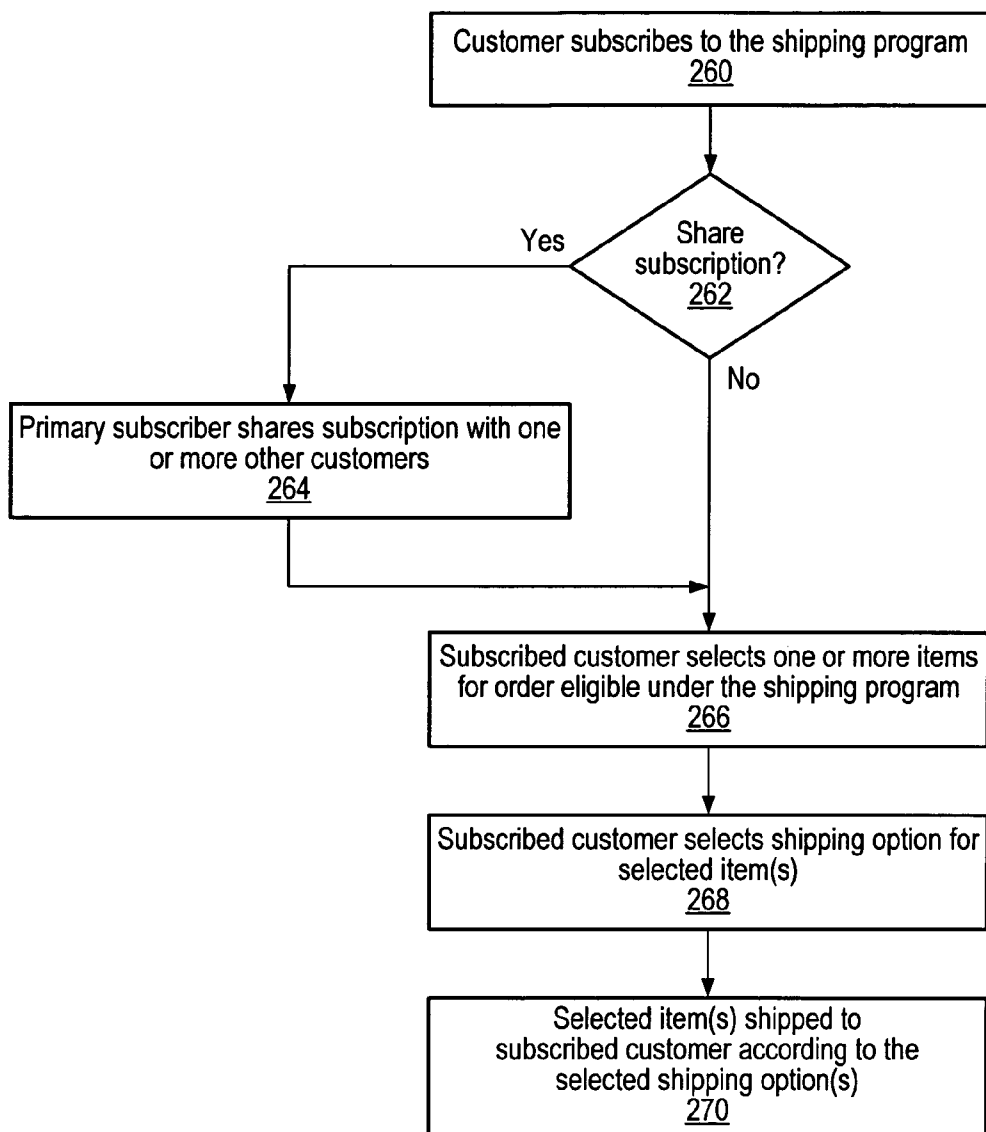 Customer subscribes to the shipping program
260
Share
subscription?
262
Yes
No
Primary subscriber shares subscription with one
or more other customers
264
Subscribed customer selects one or more items
for order eligible under the shipping program
266
Subscribed customer selects shipping option for
selected item(s)
268
Selected item(s) shipped to
subscribed customer according to the
selected shipping option(s)
270